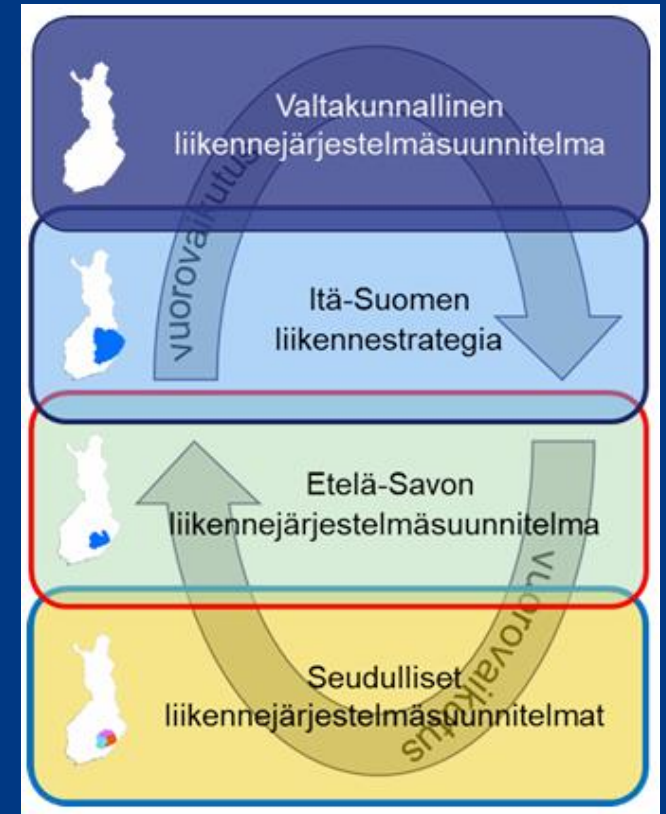 Valtakunnallinen
liikennejärjestelmäsuunnitelma
vuorovaikutus
Itä-Suomen
liikennestrategia
Etelä-Savon
liikennejärjestelmäsuunnitelma
vuorovaikutus
Seudulliset
liikennejärjestelmäsuunnitelmat